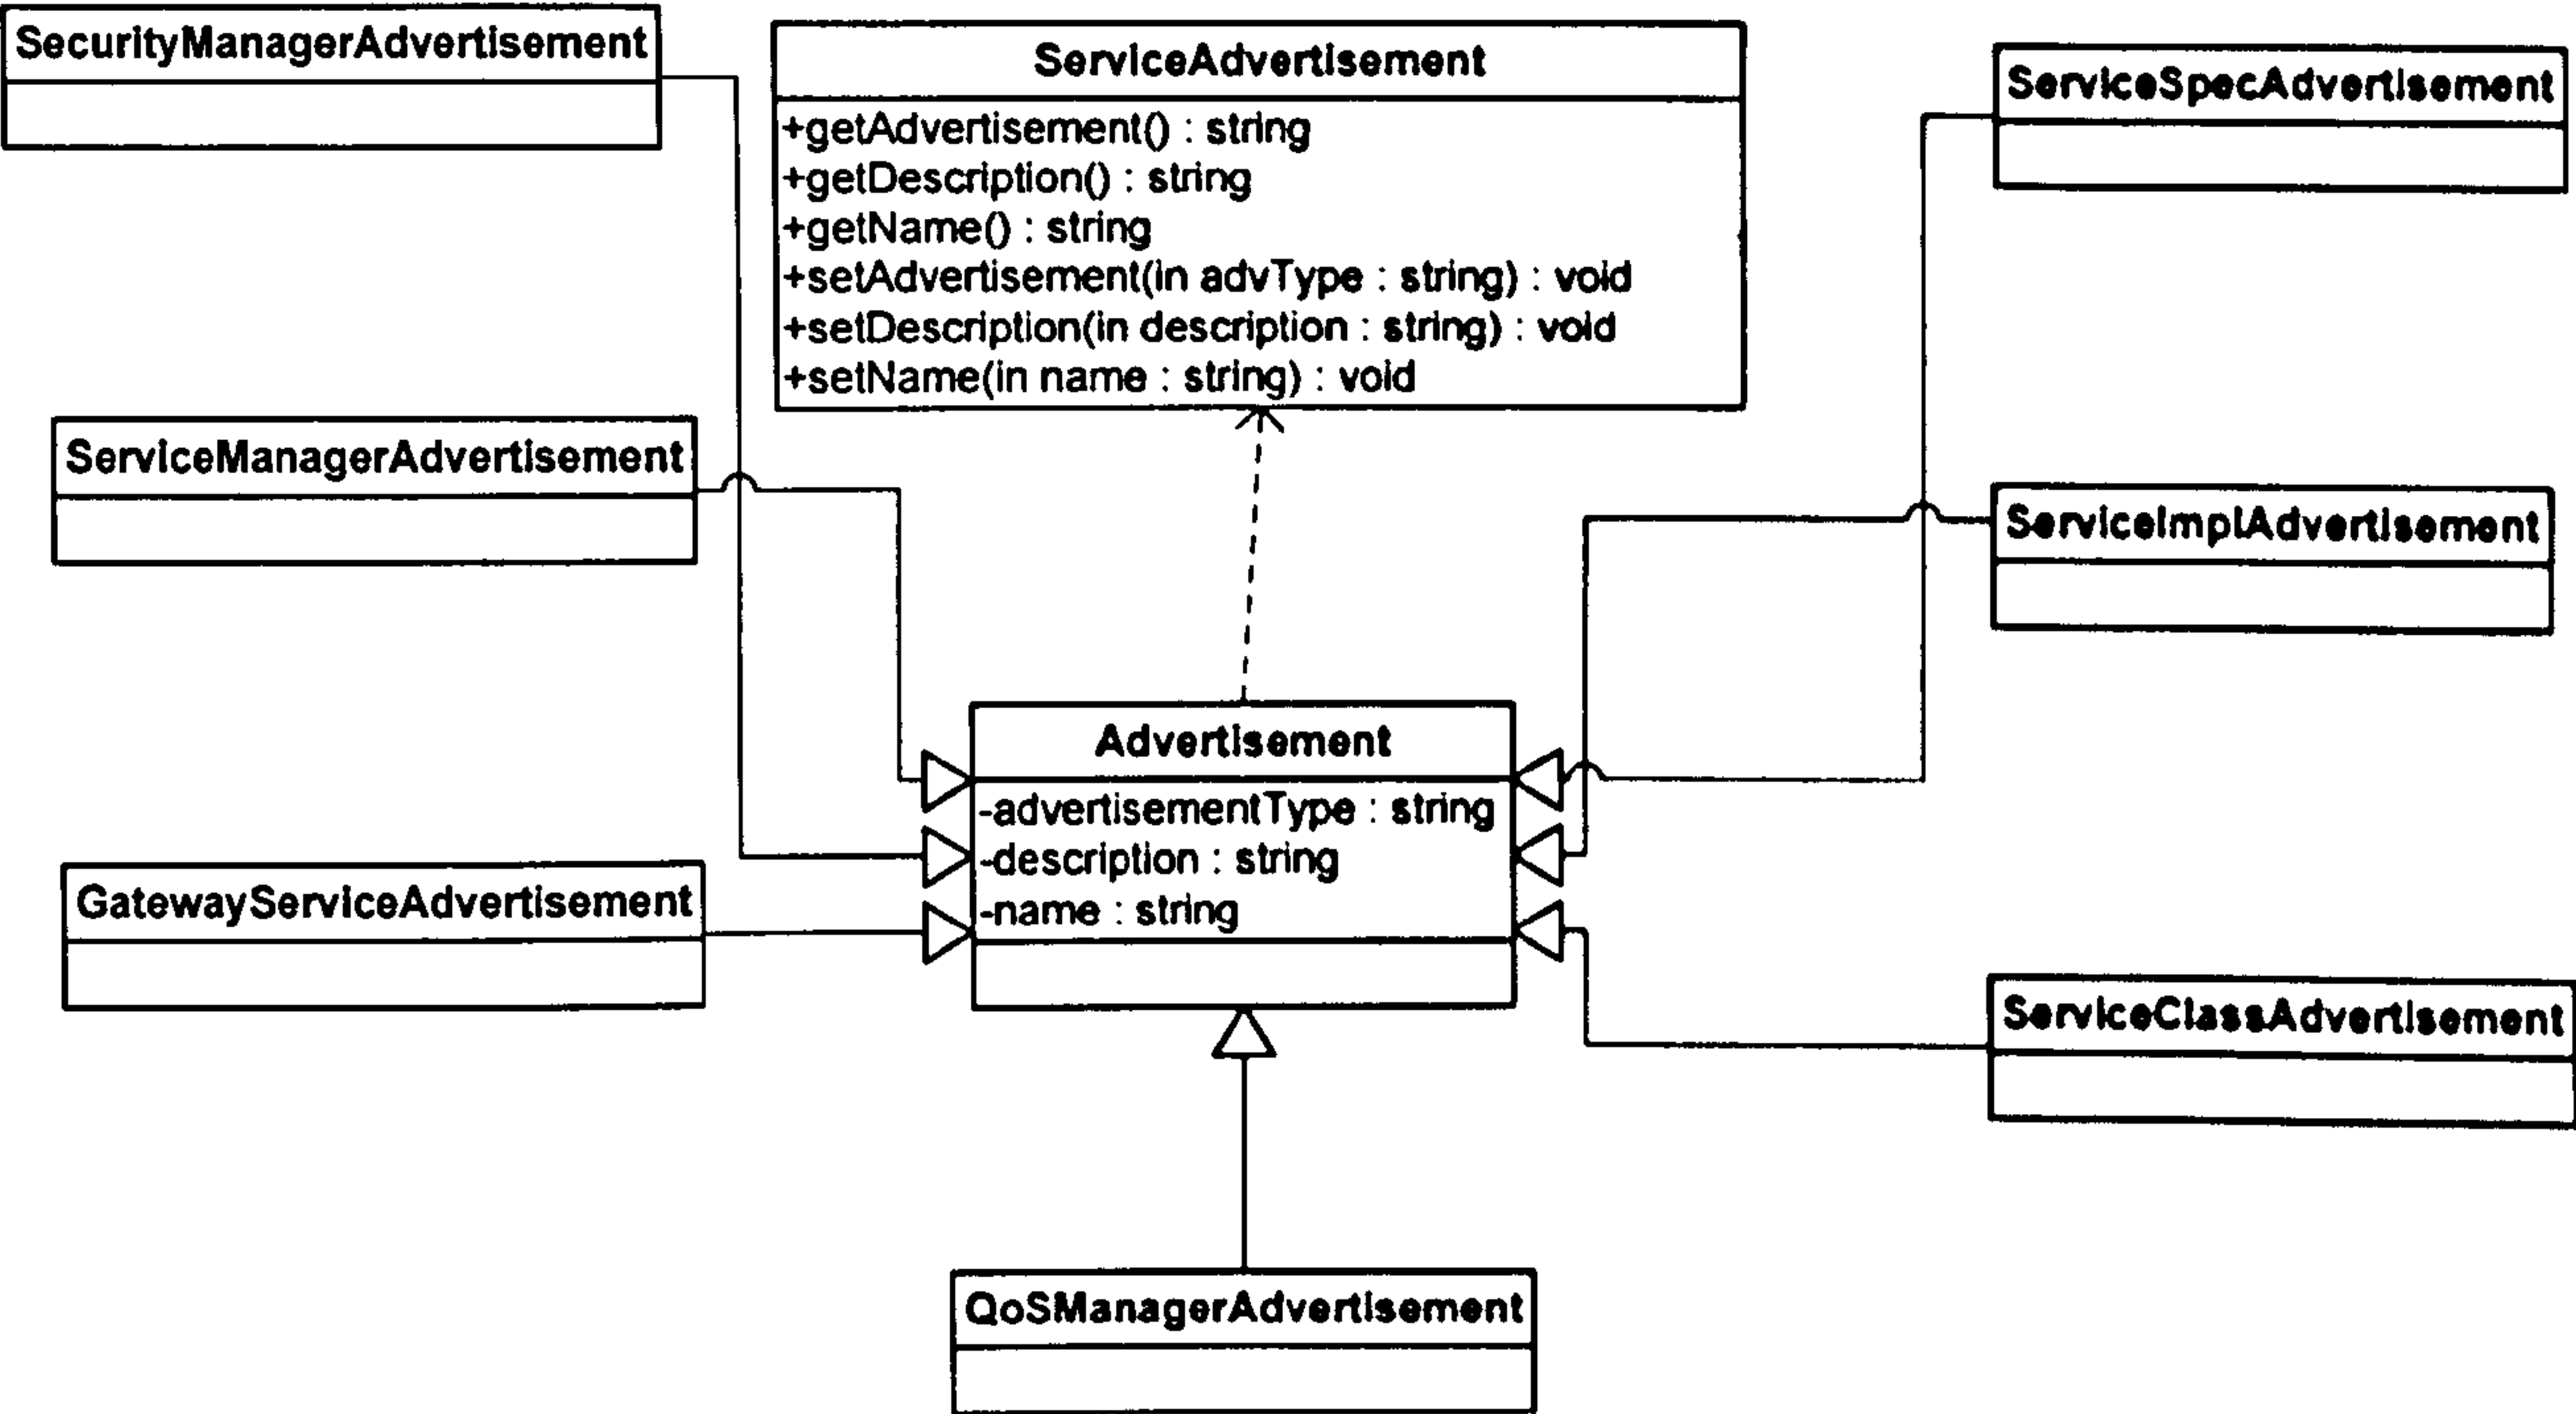 SecurityManagerAdvertisement
ServiceAdvertisement
+getAdvertisement() : string
+getDescription() : string
+getName() : string
+setAdvertisement(in advType : string) : void
+setDescription(in description : string) : void
+setName(in name : string) : void
ServiceSpecAdvertisement
ServiceManagerAdvertisement
ServiceImplAdvertisement
Advertisement
-advertisementType : string
-description : string
-name : string
GatewayServiceAdvertisement
ServiceClassAdvertisement
QoSManagerAdvertisement